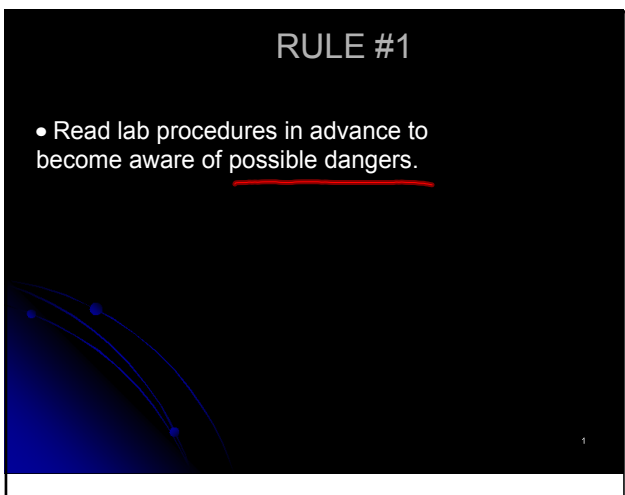 RULE #1
• Read lab procedures in advance to
become aware of possible dangers.
1